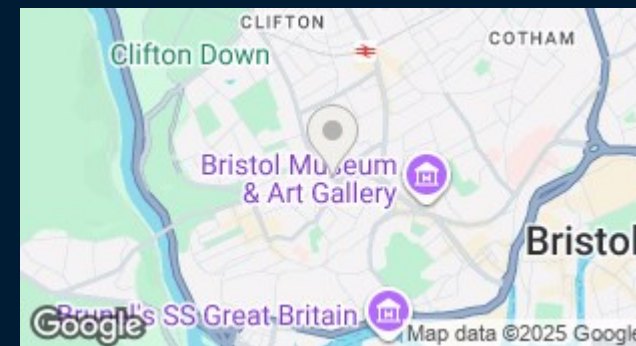 CLIFTON
COTHAM
Clifton Down
Bristol Museum
& Art Gallery
Bristol
Brunel's SS Great Britain
Google
Map data ©2025 Google